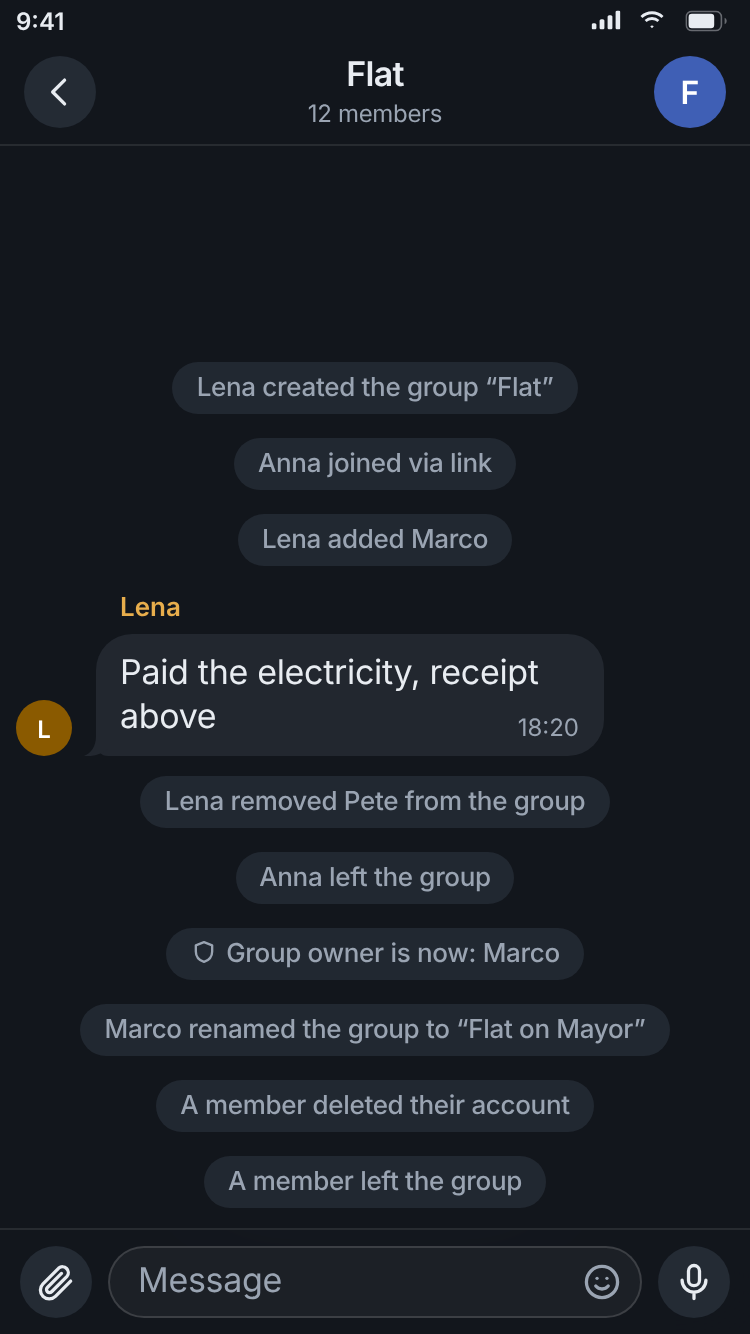 9:41
Flat
12 members
F
Lena created the group “Flat”
Anna joined via link
Lena added Marco
Lena
Paid the electricity, receipt
above
18:20
L
Lena removed Pete from the group
Anna left the group
Group owner is now: Marco
Marco renamed the group to “Flat on Mayor”
A member deleted their account
A member left the group
Message